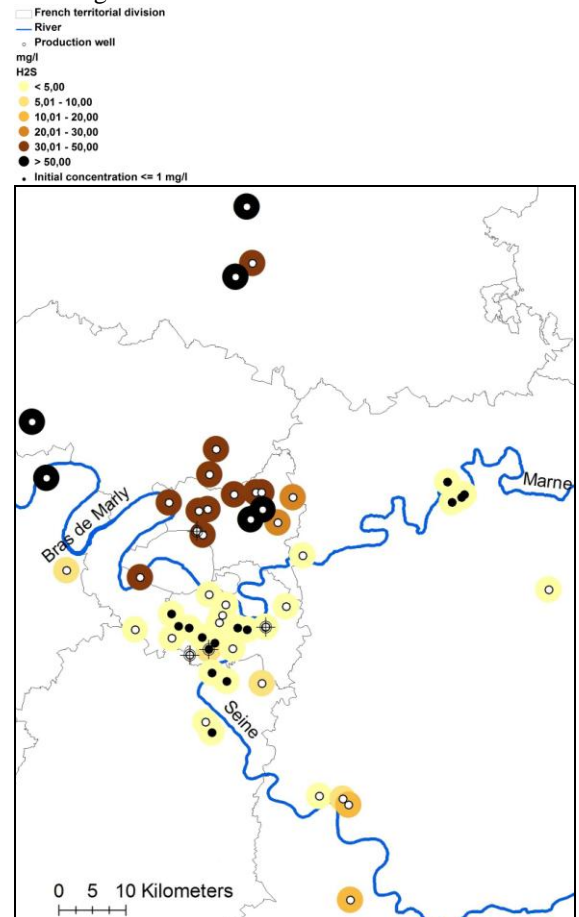 French territorial division
River
Production well
mg/l
H2S
< 5,00
5,01 - 10,00
10,01 - 20,00
20,01 - 30,00
30,01 - 50,00
> 50,00
Initial concentration <= 1 mg/l
Marne
Bras de Marly
Seine
0 5 10 Kilometers